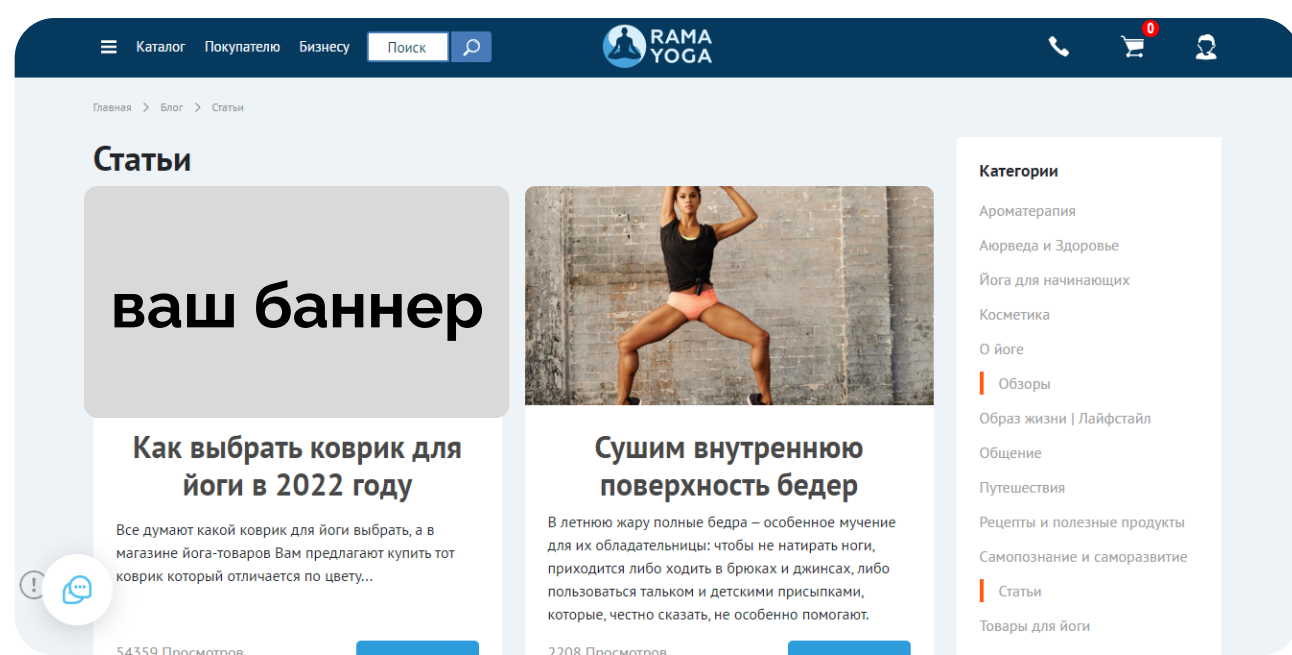 Каталог Покупателю Бизнесу Поиск
RAMA
YOGA
0
Главная > Блог > Статьи
Статьи
ваш баннер
Как выбрать коврик для
йоги в 2022 году
Все думают какой коврик для йоги выбрать, а в
магазине йога-товаров Вам предлагают купить тот
коврик который отличается по цвету...
54359 Просмотров
Сушим внутреннюю
поверхность бедер
В летнюю жару полные бедра – особенное мучение
для их обладательницы: чтобы не натирать ноги,
приходится либо ходить в брюках и джинсах, либо
пользоваться тальком и детскими присыпками,
которые, честно сказать, не особенно помогают.
2208 Просмотров
Категории
Ароматерапия
Аюрведа и Здоровье
Йога для начинающих
Косметика
О йоге
Обзоры
Образ жизни | Лайфстайл
Общение
Путешествия
Рецепты и полезные продукты
Самопознание и саморазвитие
Статьи
Товары для йоги